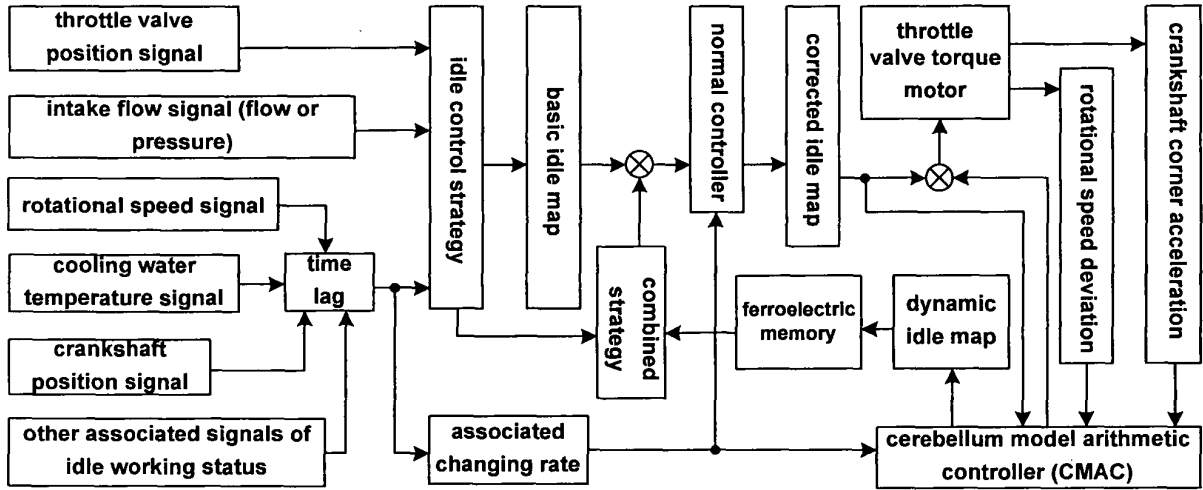 throttle valve
position signal
intake flow signal (flow or
pressure)
rotational speed signal
cooling water
temperature signal
crankshaft
position signal
other associated signals of
idle working status
time
lag
idle control strategy
basic idle map
combined
strategy
associated
changing rate
normal controller
corrected idle map
ferroelectric
memory
dynamic
idle map
throttle
valve torque
motor
rotational speed deviation
crankshaft corner acceleration
cerebellum model arithmetic
controller (CMAC)